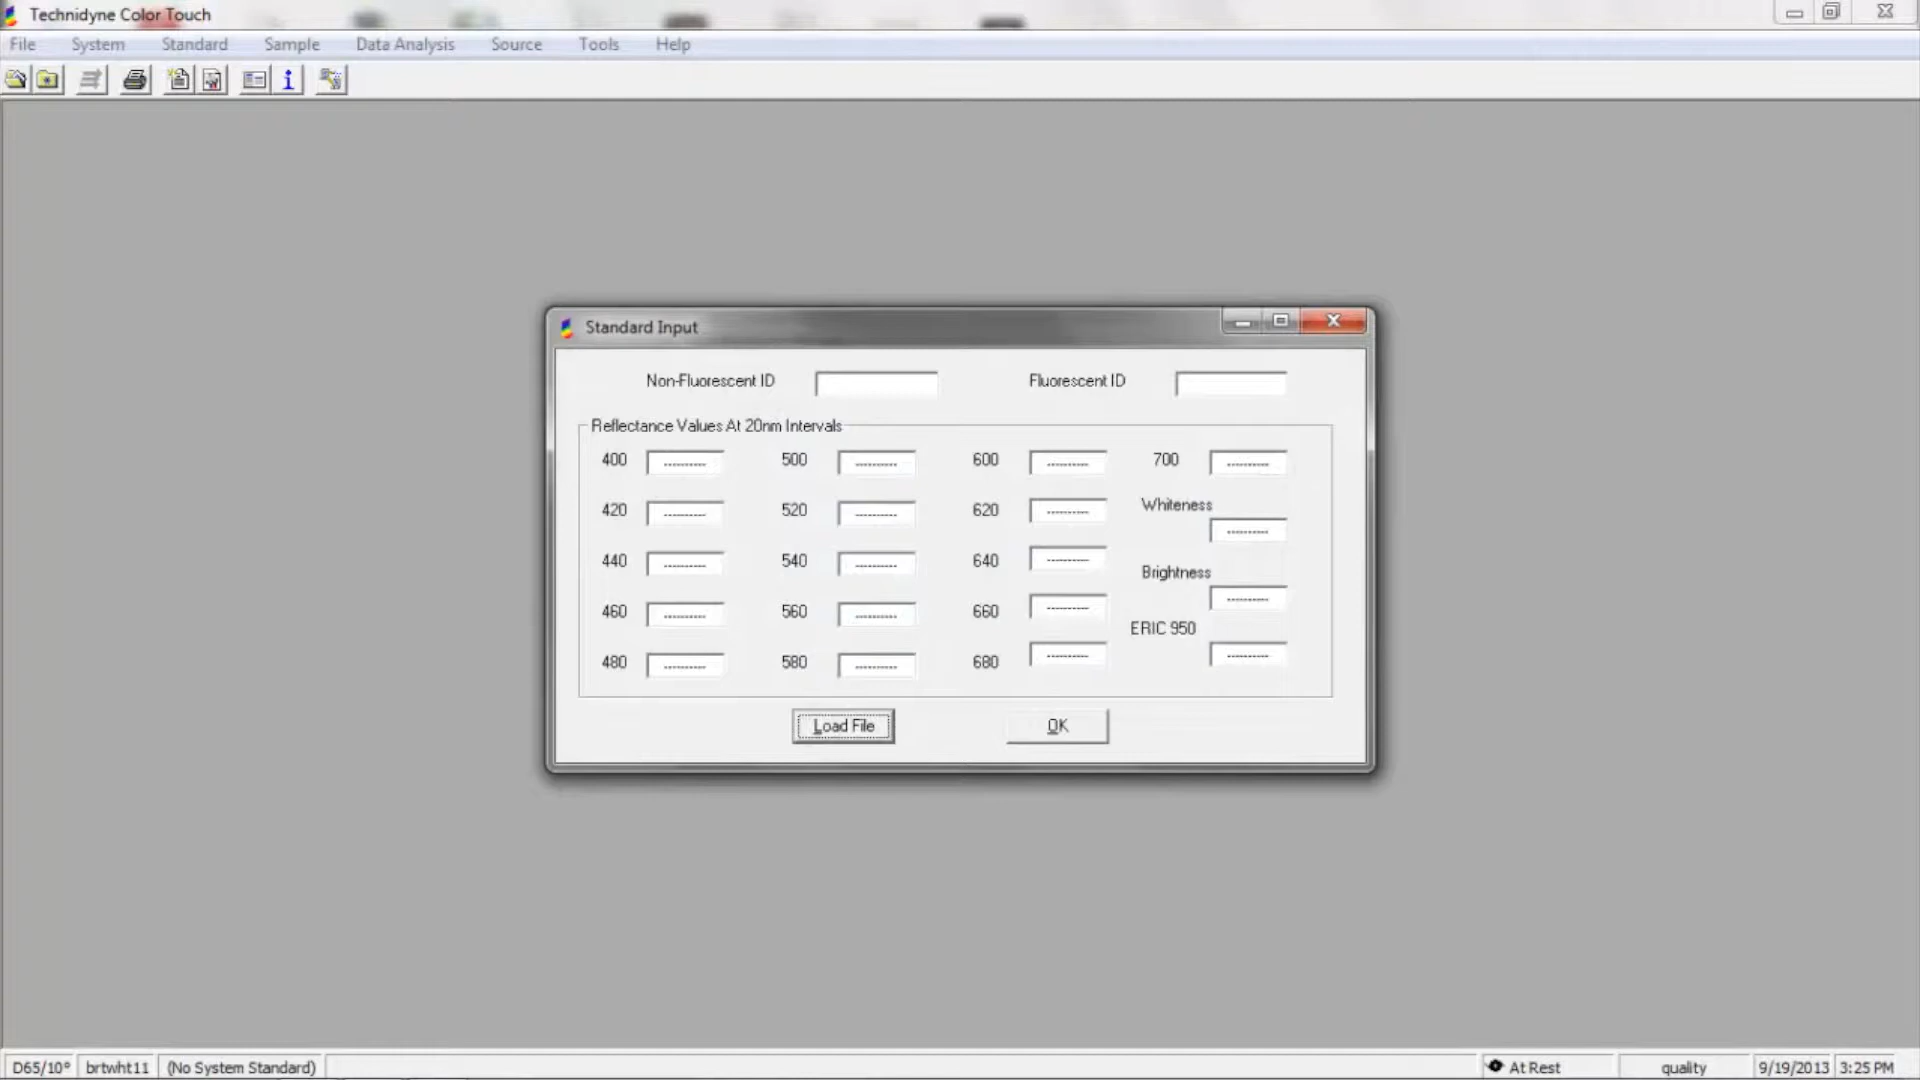 Technidyne Color Touch
File System Standard Sample Data Analysis Source Tools Help
Standard Input
Non-Fluorescent ID Fluorescent ID
Reflectance Values At 20nm Intervals
400 ---------- 500 ---------- 600 ---------- 700 ----------
Whiteness
420 ---------- 520 ---------- 620 ---------- ----------
440 ---------- 540 ---------- 640 ---------- Brightness
----------
460 ---------- 560 ---------- 660 ---------- ERIC 950
480 ---------- 580 ---------- 680 ---------- ----------
Load File OK
D65/10° brtwht11 (No System Standard) At Rest quality 9/19/2013 3:25 PM